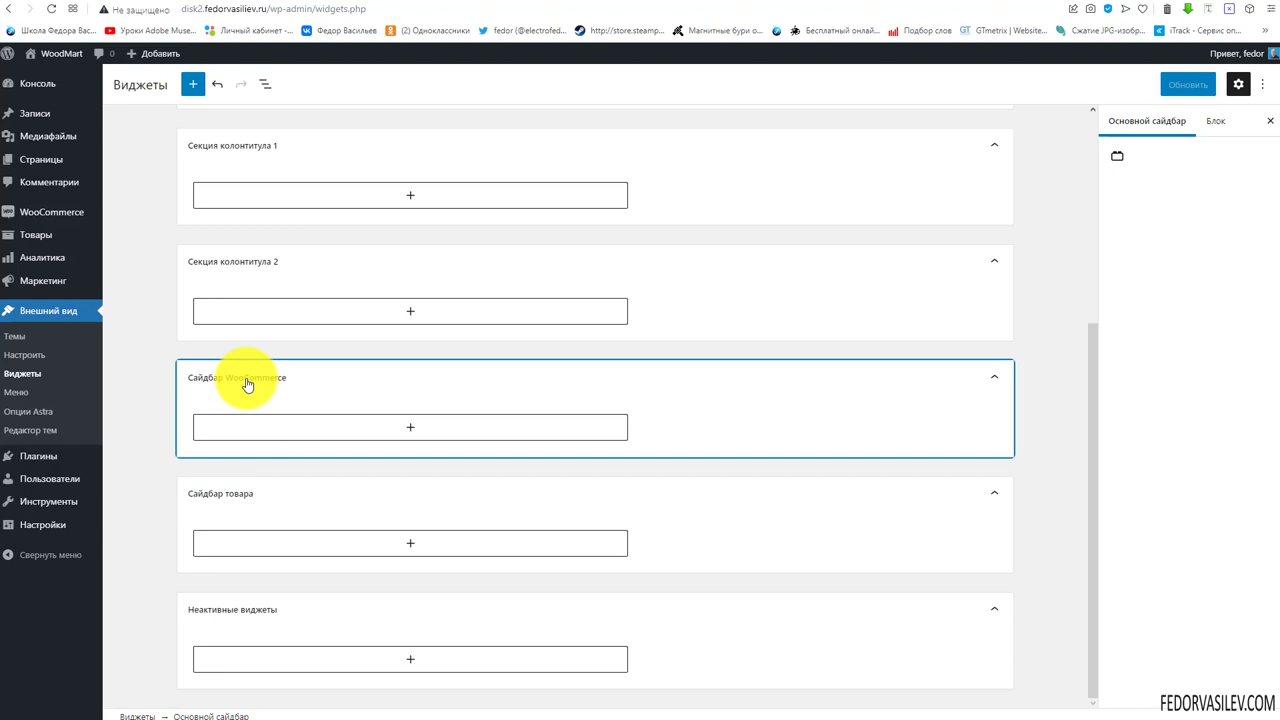 Не защищено
disk2.fedorvasiliev.ru/wp-admin/widgets.php
Школа Федора Вас...
Уроки Adobe Muse...
Личный кабинет -...
Федор Васильев
(2) Одноклассники
fedor (@electrofed...
http://store.steamp...
Магнитные бури о...
Бесплатный онлай...
Подбор слов
GTmetrix | Website...
Сжатие JPG-изобр...
iTrack - Сервис оп...
WoodMart
0
Добавить
Привет, fedor
Консоль
Записи
Медиафайлы
Страницы
Комментарии
WooCommerce
Товары
Аналитика
Маркетинг
Внешний вид
Темы
Настроить
Виджеты
Меню
Опции Astra
Редактор тем
Плагины
Пользователи
Инструменты
Настройки
Свернуть меню
Виджеты
Обновить
Секция колонтитула 1
Секция колонтитула 2
Сайдбар WooCommerce
Сайдбар товара
Неактивные виджеты
Основной сайдбар
Блок
Виджеты → Основной сайдбар
FEDORVASILEV.COM